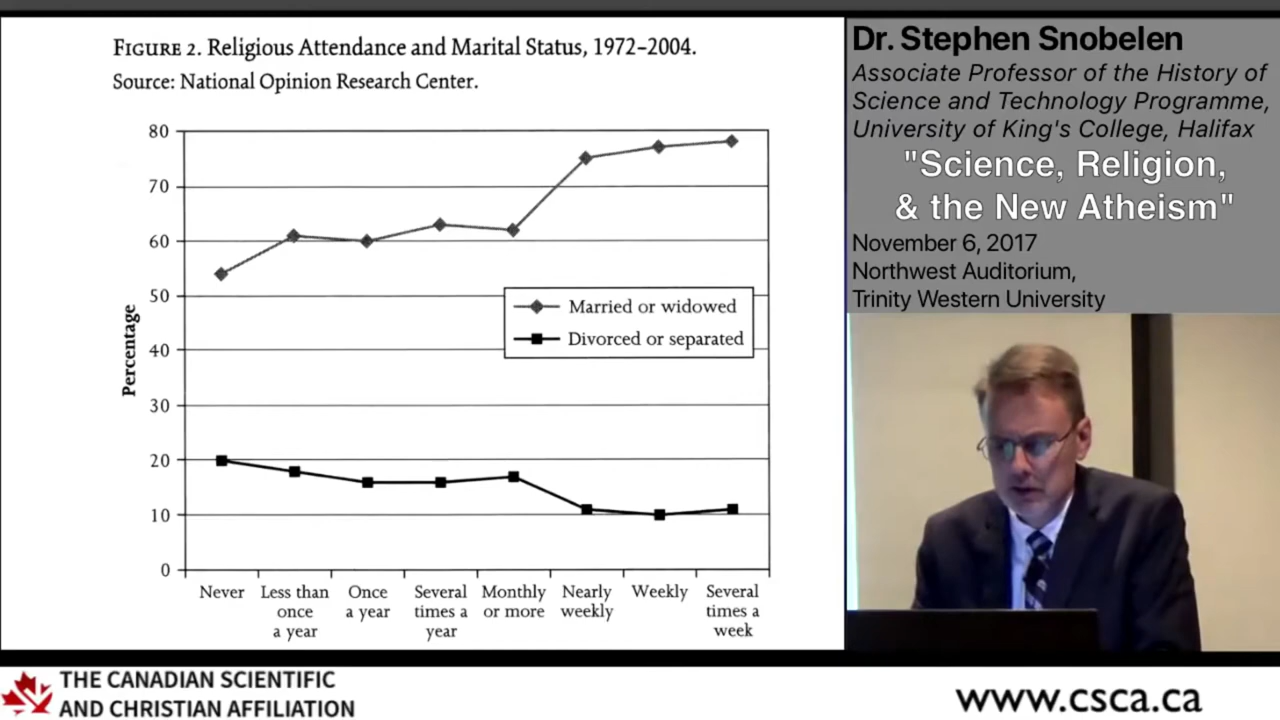 FIGURE 2. Religious Attendance and Marital Status, 1972–2004.
Source: National Opinion Research Center.
Percentage
80
70
60
50
40
30
20
10
0
Married or widowed
Divorced or separated
Never
Less than
once
a year
Once
a year
Several
times a
year
Monthly
or more
Nearly
weekly
Weekly
Several
times a
week
Dr. Stephen Snobelen
Associate Professor of the History of
Science and Technology Programme,
University of King's College, Halifax
"Science, Religion,
& the New Atheism"
November 6, 2017
Northwest Auditorium,
Trinity Western University
THE CANADIAN SCIENTIFIC
AND CHRISTIAN AFFILIATION
www.csca.ca